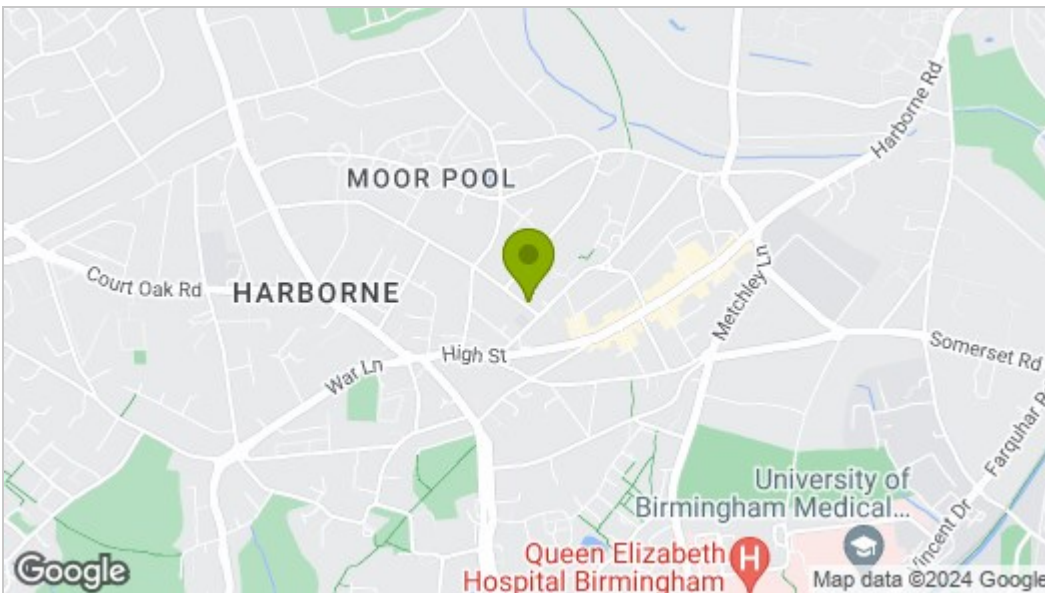 Harborne Rd
MOOR POOL
Metchley Ln
Court Oak Rd
HARBORNE
High St
War Ln
Somerset Rd
Farquhar R
University of
Birmingham Medical...
Vincent Dr
Queen Elizabeth
Hospital Birmingham
H
Google
Map data ©2024 Google